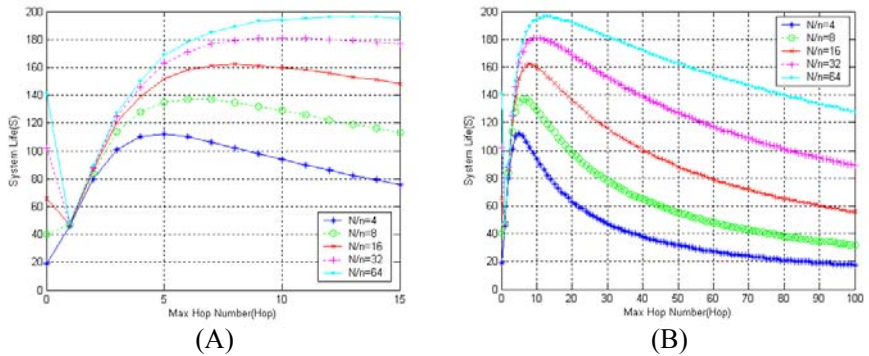 200
180
160
140
120
100
80
60
40
20
0
System Life(S)
0 5 10 15
Max Hop Number(Hop)
N/n=4
N/n=8
N/n=16
N/n=32
N/n=64
(A)
200
180
160
140
120
100
80
60
40
20
0
System Life(S)
0 10 20 30 40 50 60 70 80 90 100
Max Hop Number(Hop)
N/n=4
N/n=8
N/n=16
N/n=32
N/n=64
(B)